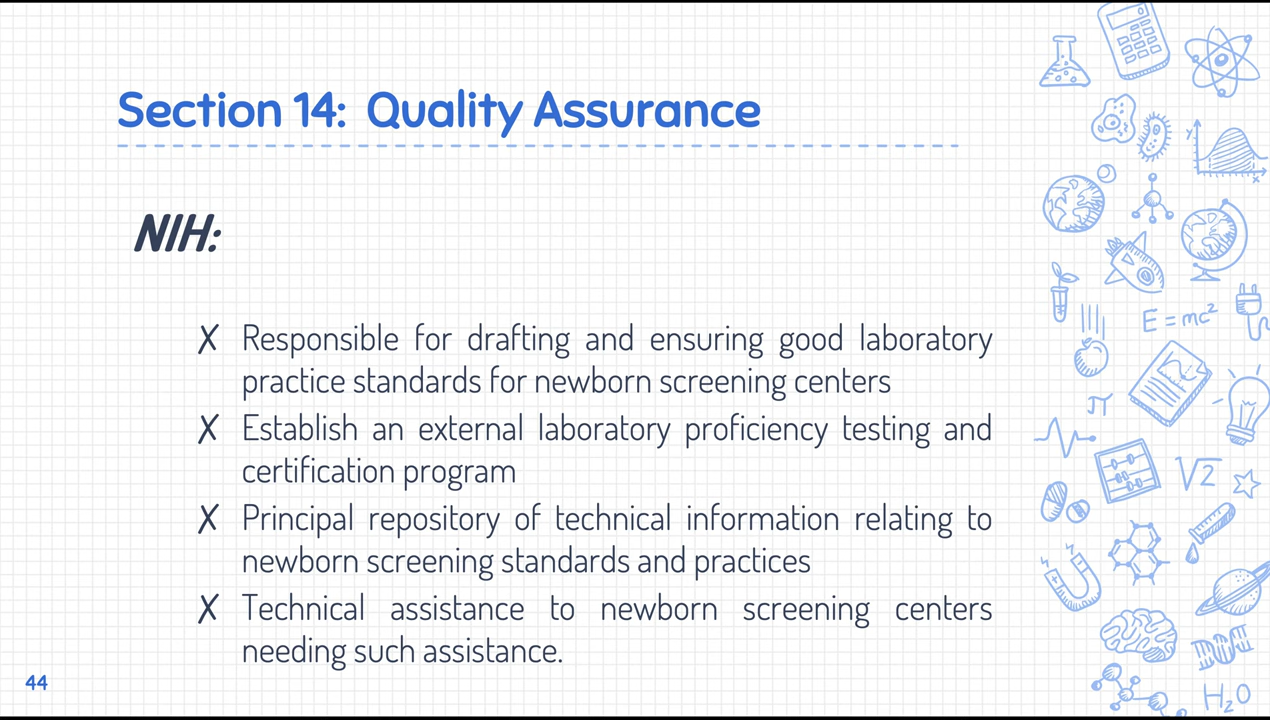 Section 14: Quality Assurance
NIH:
✗ Responsible for drafting and ensuring good laboratory
practice standards for newborn screening centers
✗ Establish an external laboratory proficiency testing and
certification program
✗ Principal repository of technical information relating to
newborn screening standards and practices
✗ Technical assistance to newborn screening centers
needing such assistance.
44
y
x
E=mc²
π
√2
H₂O